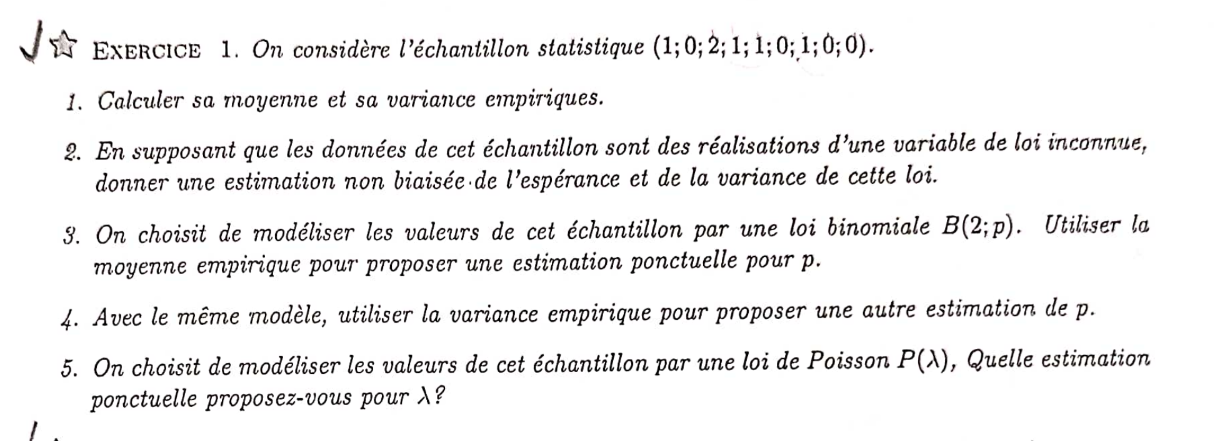 EXERCICE 1. On considère l'échantillon statistique (1; 0; 2; 1; 1; 0; 1; 0; 0).
1. Calculer sa moyenne et sa variance empiriques.
2. En supposant que les données de cet échantillon sont des réalisations d'une variable de loi inconnue,
donner une estimation non biaisée de l'espérance et de la variance de cette loi.
3. On choisit de modéliser les valeurs de cet échantillon par une loi binomiale B(2; p). Utiliser la
moyenne empirique pour proposer une estimation ponctuelle pour p.
4. Avec le même modèle, utiliser la variance empirique pour proposer une autre estimation de p.
5. On choisit de modéliser les valeurs de cet échantillon par une loi de Poisson P(λ), Quelle estimation
ponctuelle proposez-vous pour λ?